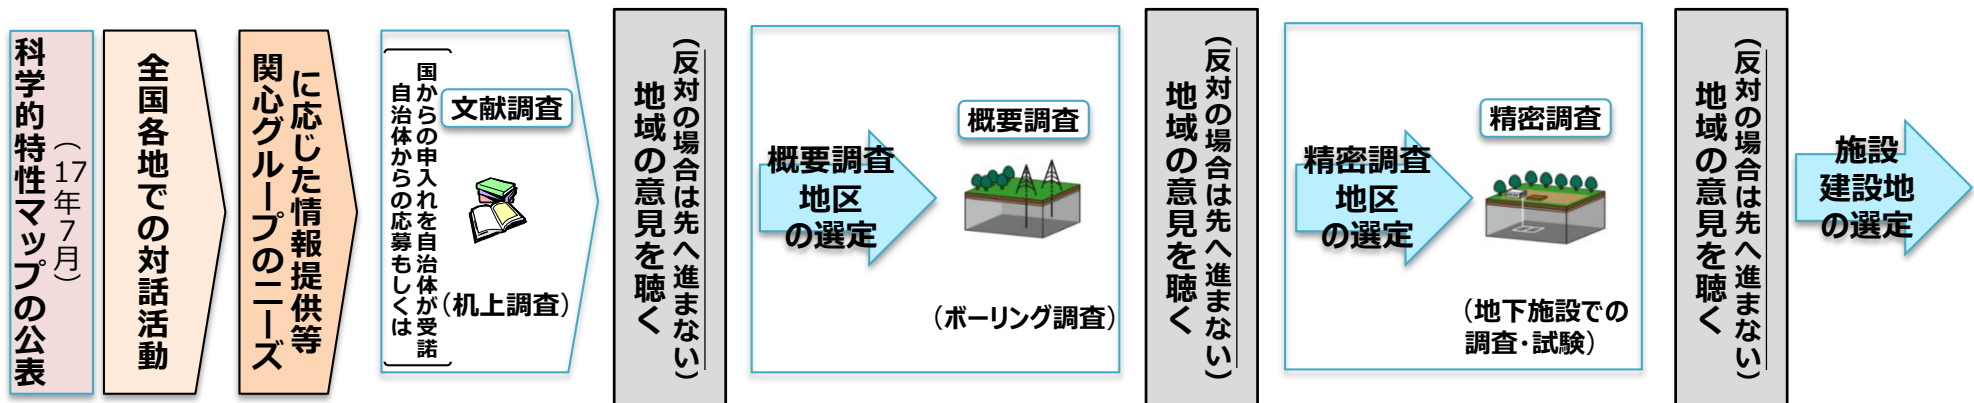 科学的特性マップの公表
（17年７月）
全国各地での対話活動
関心グループのニーズ
に応じた情報提供等
文献調査
自治体からの応募もしくは
国からの申入れを自治体が受諾
（机上調査）
地域の意見を聴く
（反対の場合は先へ進まない）
概要調査
地区
の選定
概要調査
（ボーリング調査）
地域の意見を聴く
（反対の場合は先へ進まない）
精密調査
地区
の選定
精密調査
（地下施設での
調査・試験）
地域の意見を聴く
（反対の場合は先へ進まない）
施設
建設地
の選定